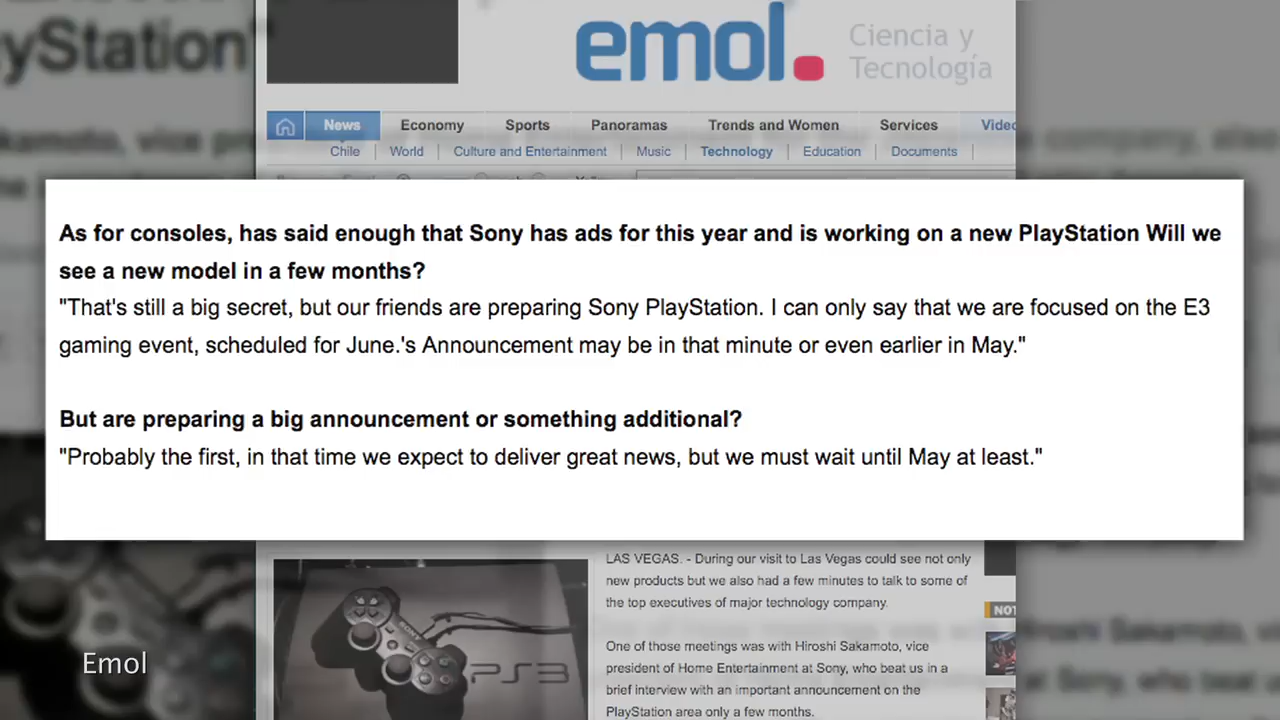 yStation"
emol.
Ciencia y
Tecnología
News Economy Sports Panoramas Trends and Women Services Video
Chile World Culture and Entertainment Music Technology Education Documents
As for consoles, has said enough that Sony has ads for this year and is working on a new PlayStation Will we
see a new model in a few months?
"That's still a big secret, but our friends are preparing Sony PlayStation. I can only say that we are focused on the E3
gaming event, scheduled for June.'s Announcement may be in that minute or even earlier in May."
But are preparing a big announcement or something additional?
"Probably the first, in that time we expect to deliver great news, but we must wait until May at least."
LAS VEGAS. - During our visit to Las Vegas could see not only
new products but we also had a few minutes to talk to some of
the top executives of major technology company.
One of those meetings was with Hiroshi Sakamoto, vice
president of Home Entertainment at Sony, who beat us in a
brief interview with an important announcement on the
PlayStation area only a few months.
NOT
SONY
PS3
Emol